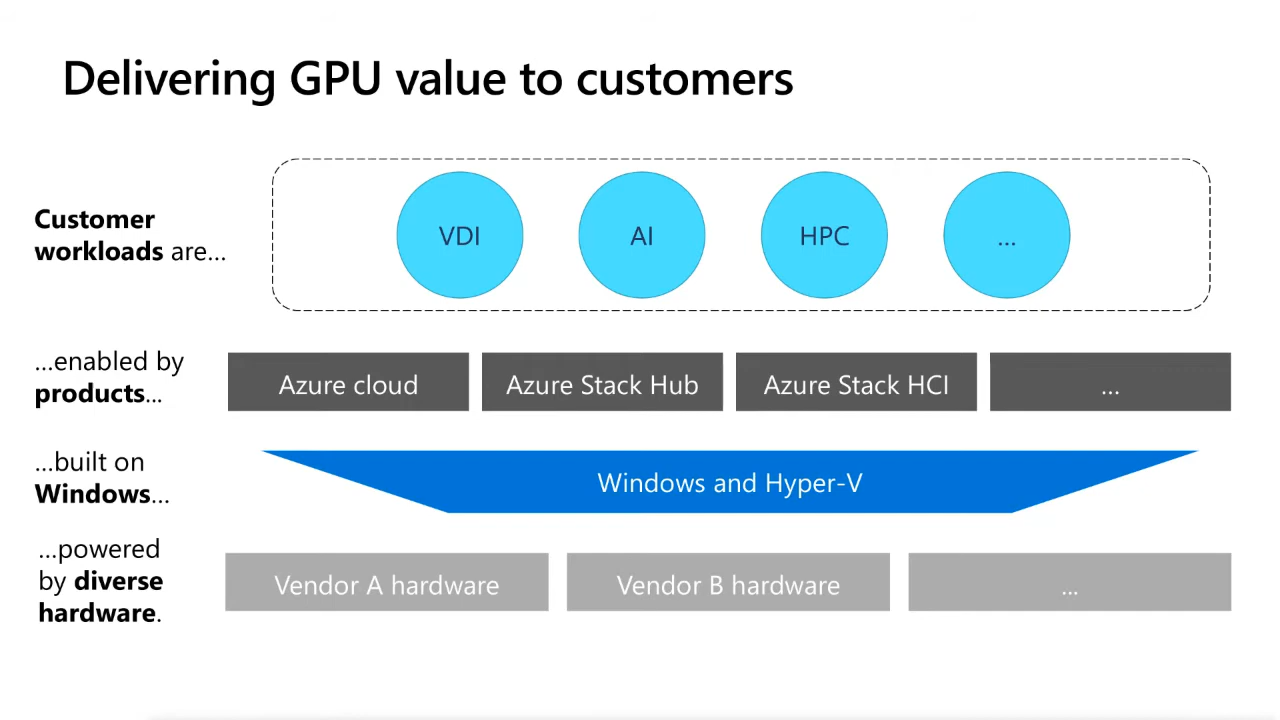 Delivering GPU value to customers
Customer
workloads are...
VDI
AI
HPC
...
...enabled by
products...
Azure cloud
Azure Stack Hub
Azure Stack HCI
...
...built on
Windows...
Windows and Hyper-V
...powered
by diverse
hardware.
Vendor A hardware
Vendor B hardware
...